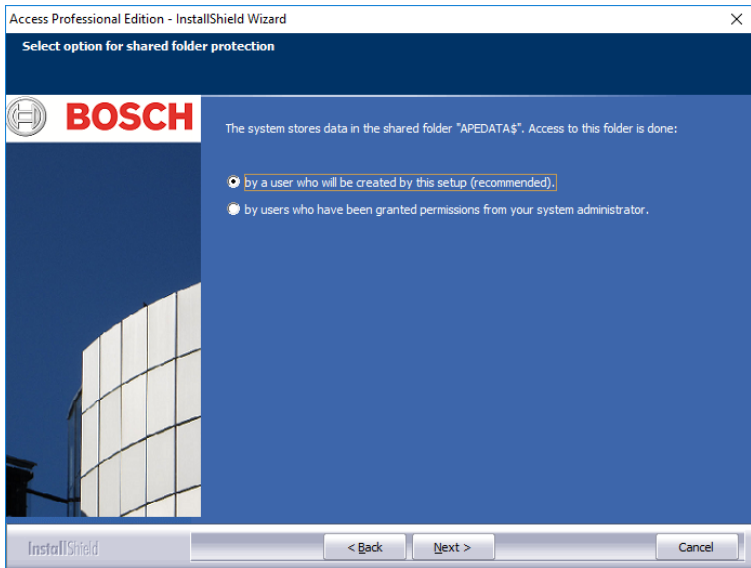 Access Professional Edition - InstallShield Wizard
Select option for shared folder protection
BOSCH
The system stores data in the shared folder "APEDATA$". Access to this folder is done:
by a user who will be created by this setup (recommended).
by users who have been granted permissions from your system administrator.
InstallShield
< Back
Next >
Cancel